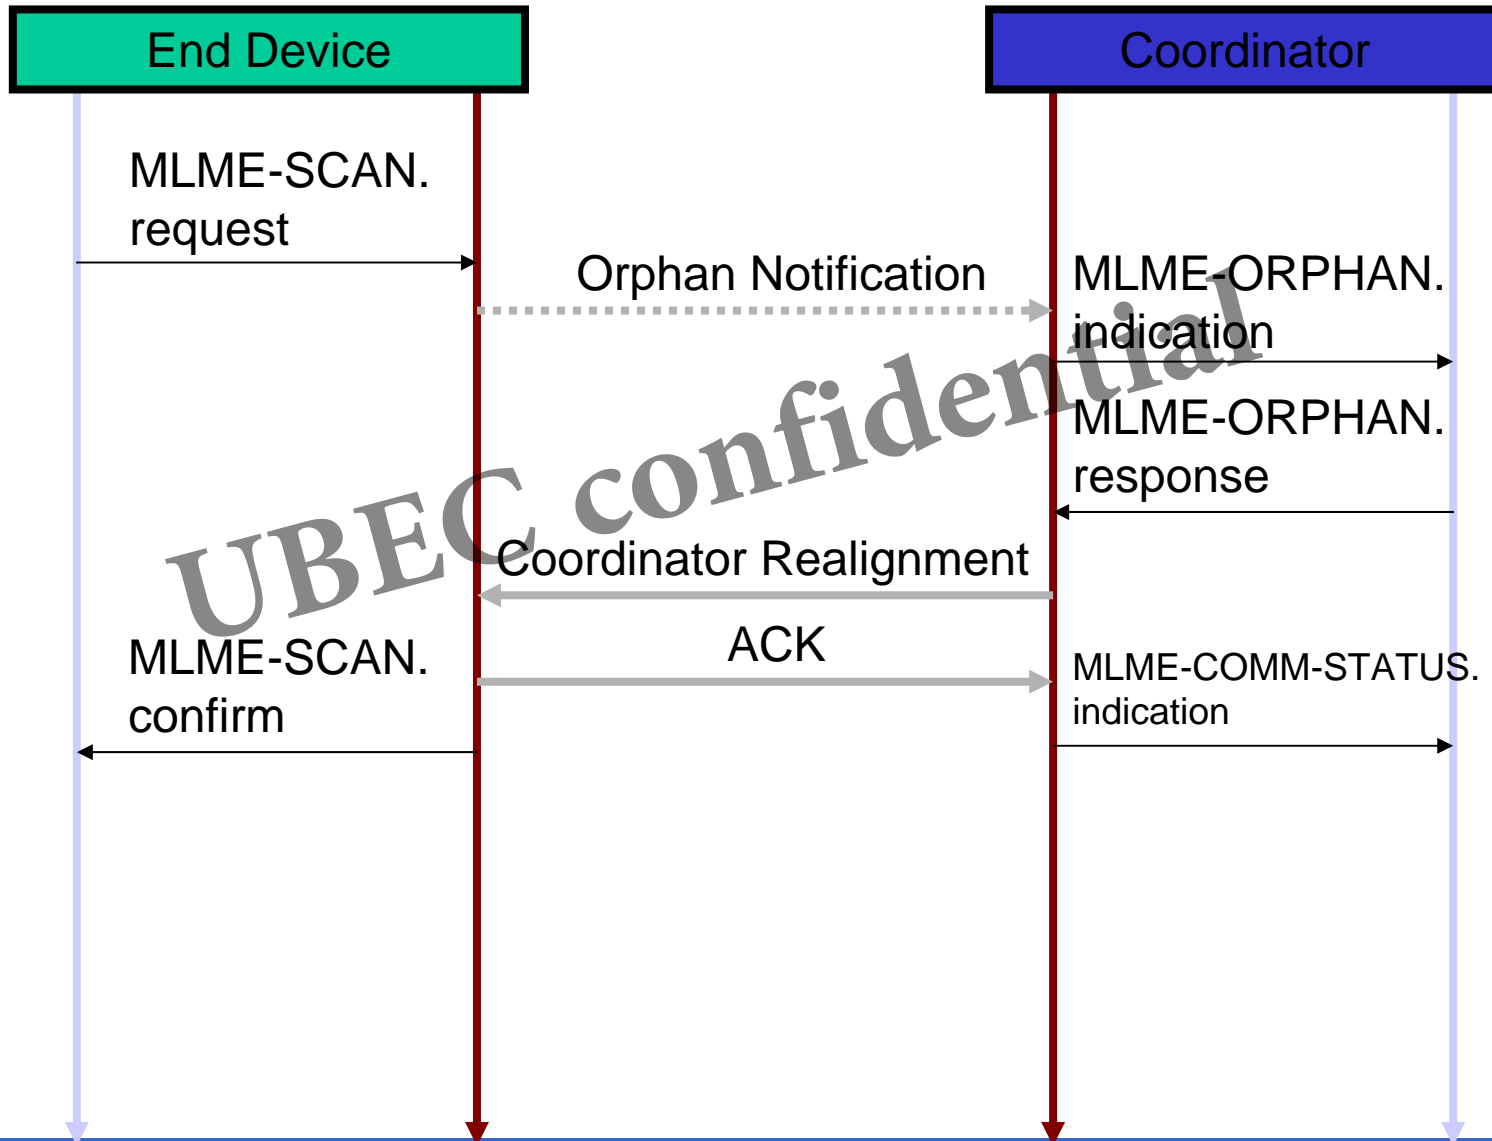 End Device
Coordinator
MLME-SCAN.
request
Orphan Notification
MLME-ORPHAN.
indication
MLME-ORPHAN.
response
UBEC confidential
Coordinator Realignment
ACK
MLME-SCAN.
confirm
MLME-COMM-STATUS.
indication